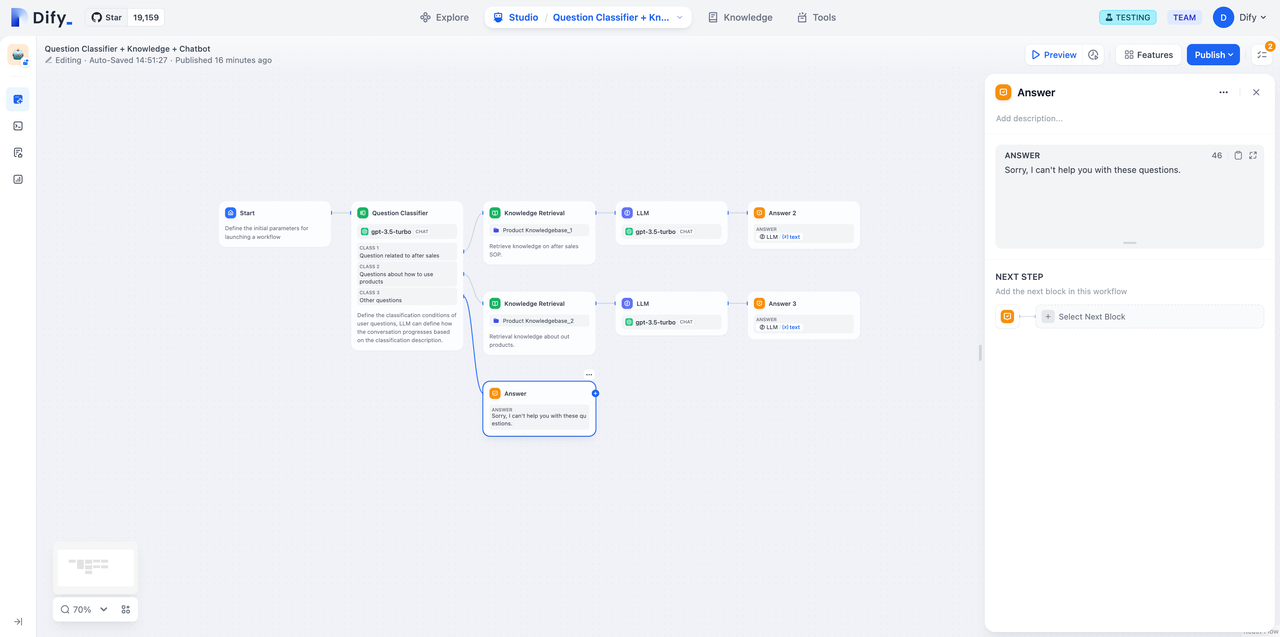 Dify_
Star 19,159
Explore
Studio / Question Classifier + Kn...
Knowledge
Tools
TESTING
TEAM
D Dify
Question Classifier + Knowledge + Chatbot
Editing · Auto-Saved 14:51:27 · Published 16 minutes ago
Preview
Features
Publish
2
Start
Define the initial parameters for
launching a workflow
Question Classifier
gpt-3.5-turbo CHAT
CLASS 1
Question related to after sales
CLASS 2
Questions about how to use
products
CLASS 3
Other questions
Define the classification conditions of
user questions, LLM can define how
the conversation progresses based
on the classification description.
Knowledge Retrieval
Product Knowledgebase_1
Retrieve knowledge on after sales
SOP.
LLM
gpt-3.5-turbo CHAT
Answer 2
ANSWER
LLM (x) text
Knowledge Retrieval
Product Knowledgebase_2
Retrieval knowledge about out
products.
LLM
gpt-3.5-turbo CHAT
Answer 3
ANSWER
LLM (x) text
Answer
ANSWER
Sorry, I can't help you with these qu
estions.
70%
Answer
Add description...
ANSWER
46
Sorry, I can't help you with these questions.
NEXT STEP
Add the next block in this workflow
Select Next Block